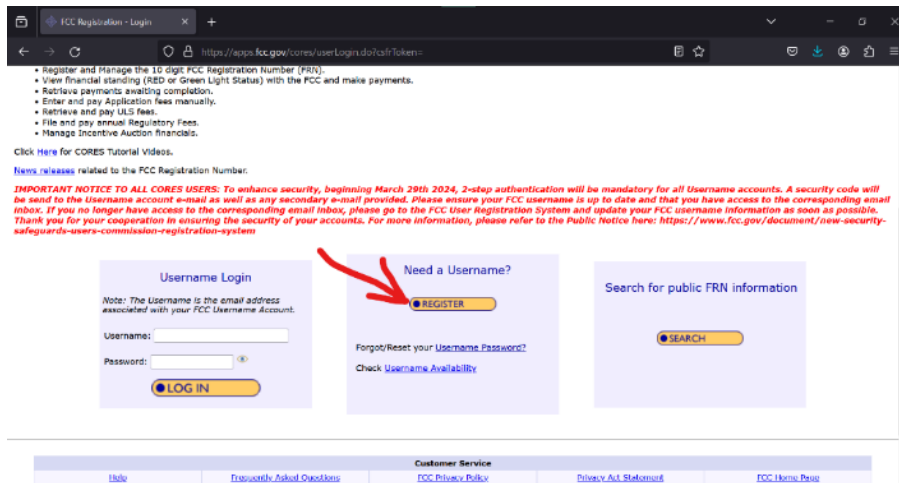 FCC Registration - Login
https://apps.fcc.gov/cores/userLogin.do?csfrToken=
• Register and Manage the 10 digit FCC Registration Number (FRN).
• View financial standing (RED or Green Light Status) with the FCC and make payments.
• Retrieve payments awaiting completion.
• Enter and pay Application fees manually.
• Retrieve and pay ULS fees.
• File and pay annual Regulatory Fees.
• Manage Incentive Auction financials.
Click Here for CORES Tutorial Videos.
News releases related to the FCC Registration Number.
IMPORTANT NOTICE TO ALL CORES USERS: To enhance security, beginning March 29th 2024, 2-step authentication will be mandatory for all Username accounts. A security code will
be send to the Username account e-mail as well as any secondary e-mail provided. Please ensure your FCC username is up to date and that you have access to the corresponding email
inbox. If you no longer have access to the corresponding email inbox, please go to the FCC User Registration System and update your FCC username information as soon as possible.
Thank you for your cooperation in ensuring the security of your accounts. For more information, please refer to the Public Notice here: https://www.fcc.gov/document/new-security-
safeguards-users-commission-registration-system
Username Login
Note: The Username is the email address
associated with your FCC Username Account.
Username:
Password:
LOG IN
Need a Username?
REGISTER
Forgot/Reset your Username Password?
Check Username Availability
Search for public FRN information
SEARCH
Customer Service
Help
Frequently Asked Questions
FCC Privacy Policy
Privacy Act Statement
FCC Home Page